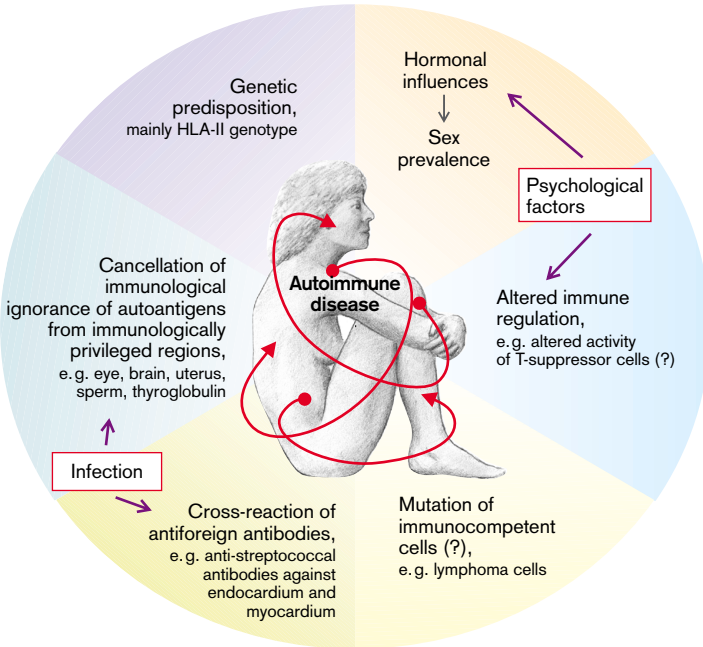 Genetic
predisposition,
mainly HLA-II genotype
Hormonal
influences
Sex
prevalence
Psychological
factors
Altered immune
regulation,
e. g. altered activity
of T-suppressor cells (?)
Autoimmune
disease
Cancellation of
immunological
ignorance of autoantigens
from immunologically
privileged regions,
e. g. eye, brain, uterus,
sperm, thyroglobulin
Infection
Cross-reaction of
antiforeign antibodies,
e. g. anti-streptococcal
antibodies against
endocardium and
myocardium
Mutation of
immunocompetent
cells (?),
e. g. lymphoma cells